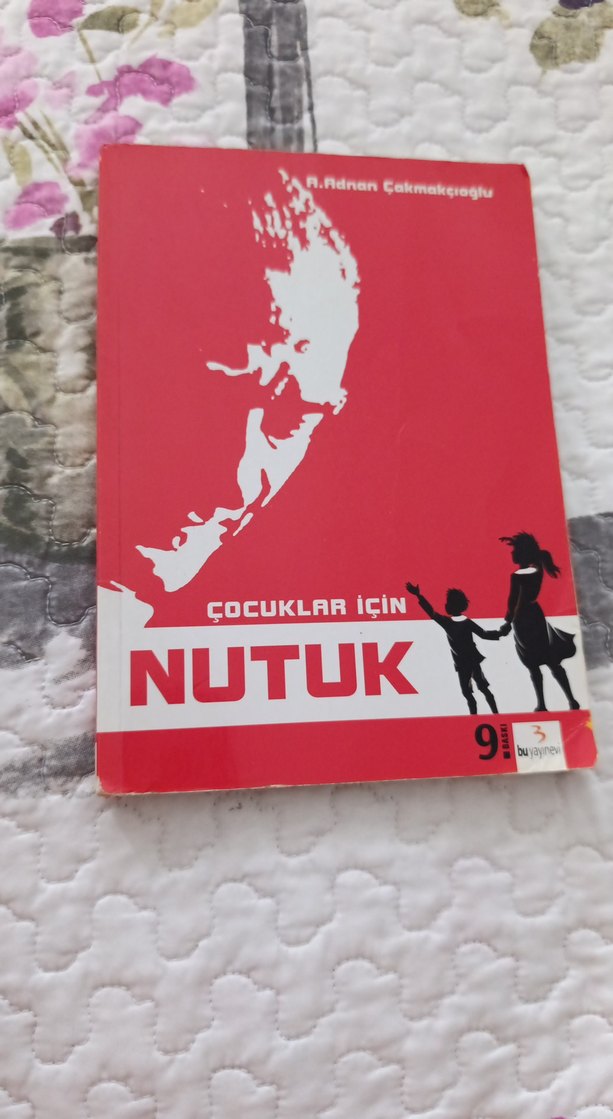 A.Adnan Çakmakçıoğlu
ÇOCUKLAR İÇİN
NUTUK
9. BASKI
bu yayınevi